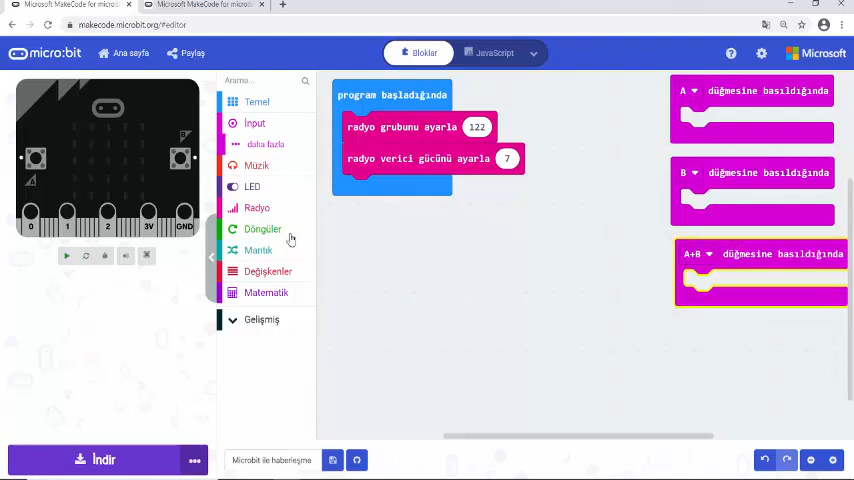 Microsoft MakeCode for micro:b
Microsoft MakeCode for micro:bit
makecode.microbit.org/#editor
micro:bit
Ana sayfa
Paylaş
Bloklar
JavaScript
Microsoft
A
B
0
1
2
3V
GND
Arama...
Temel
Input
daha fazla
Müzik
LED
Radyo
Döngüler
Mantık
Değişkenler
Matematik
Gelişmiş
program başladığında
radyo grubunu ayarla 122
radyo verici gücünü ayarla 7
A düğmesine basıldığında
B düğmesine basıldığında
A+B düğmesine basıldığında
İndir
Microbit ile haberleşme